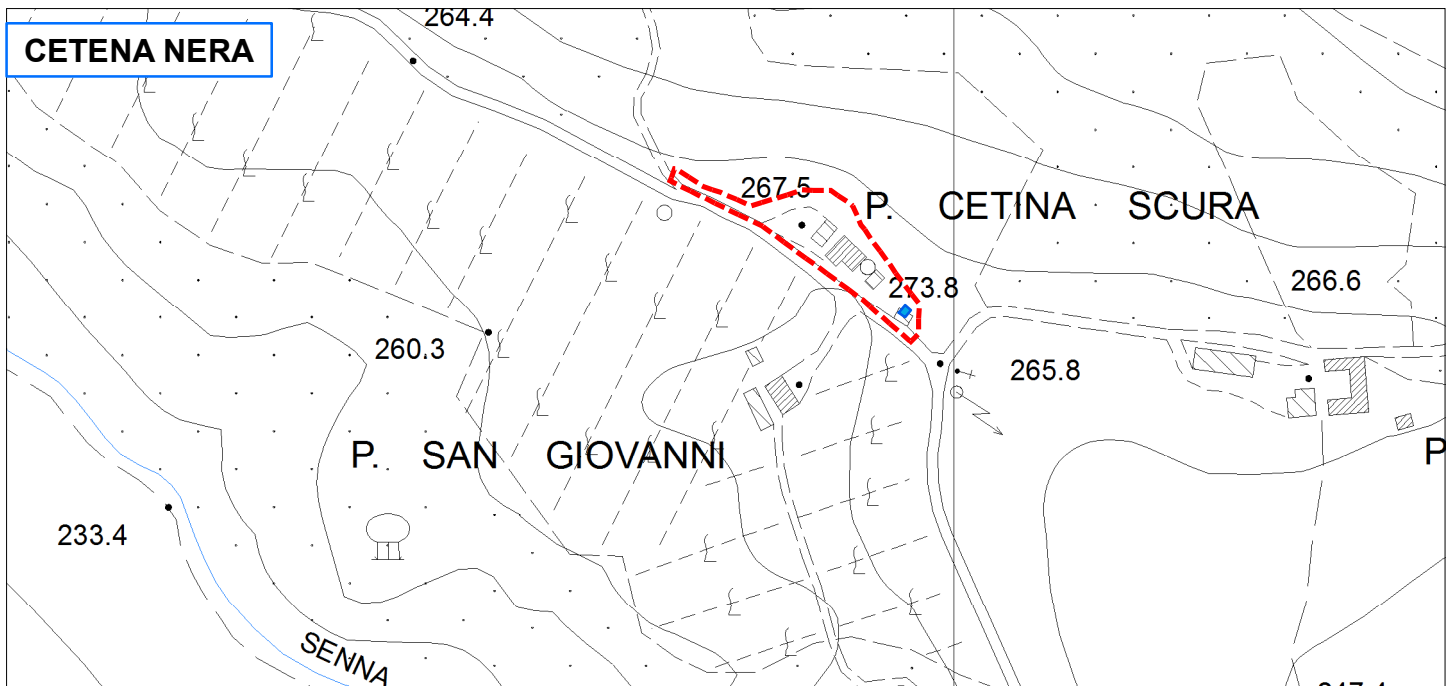 264.4
CETENA NERA
267.5
P. CETINA SCURA
273.8
266.6
260.3
265.8
P. SAN GIOVANNI
P
233.4
SENNA